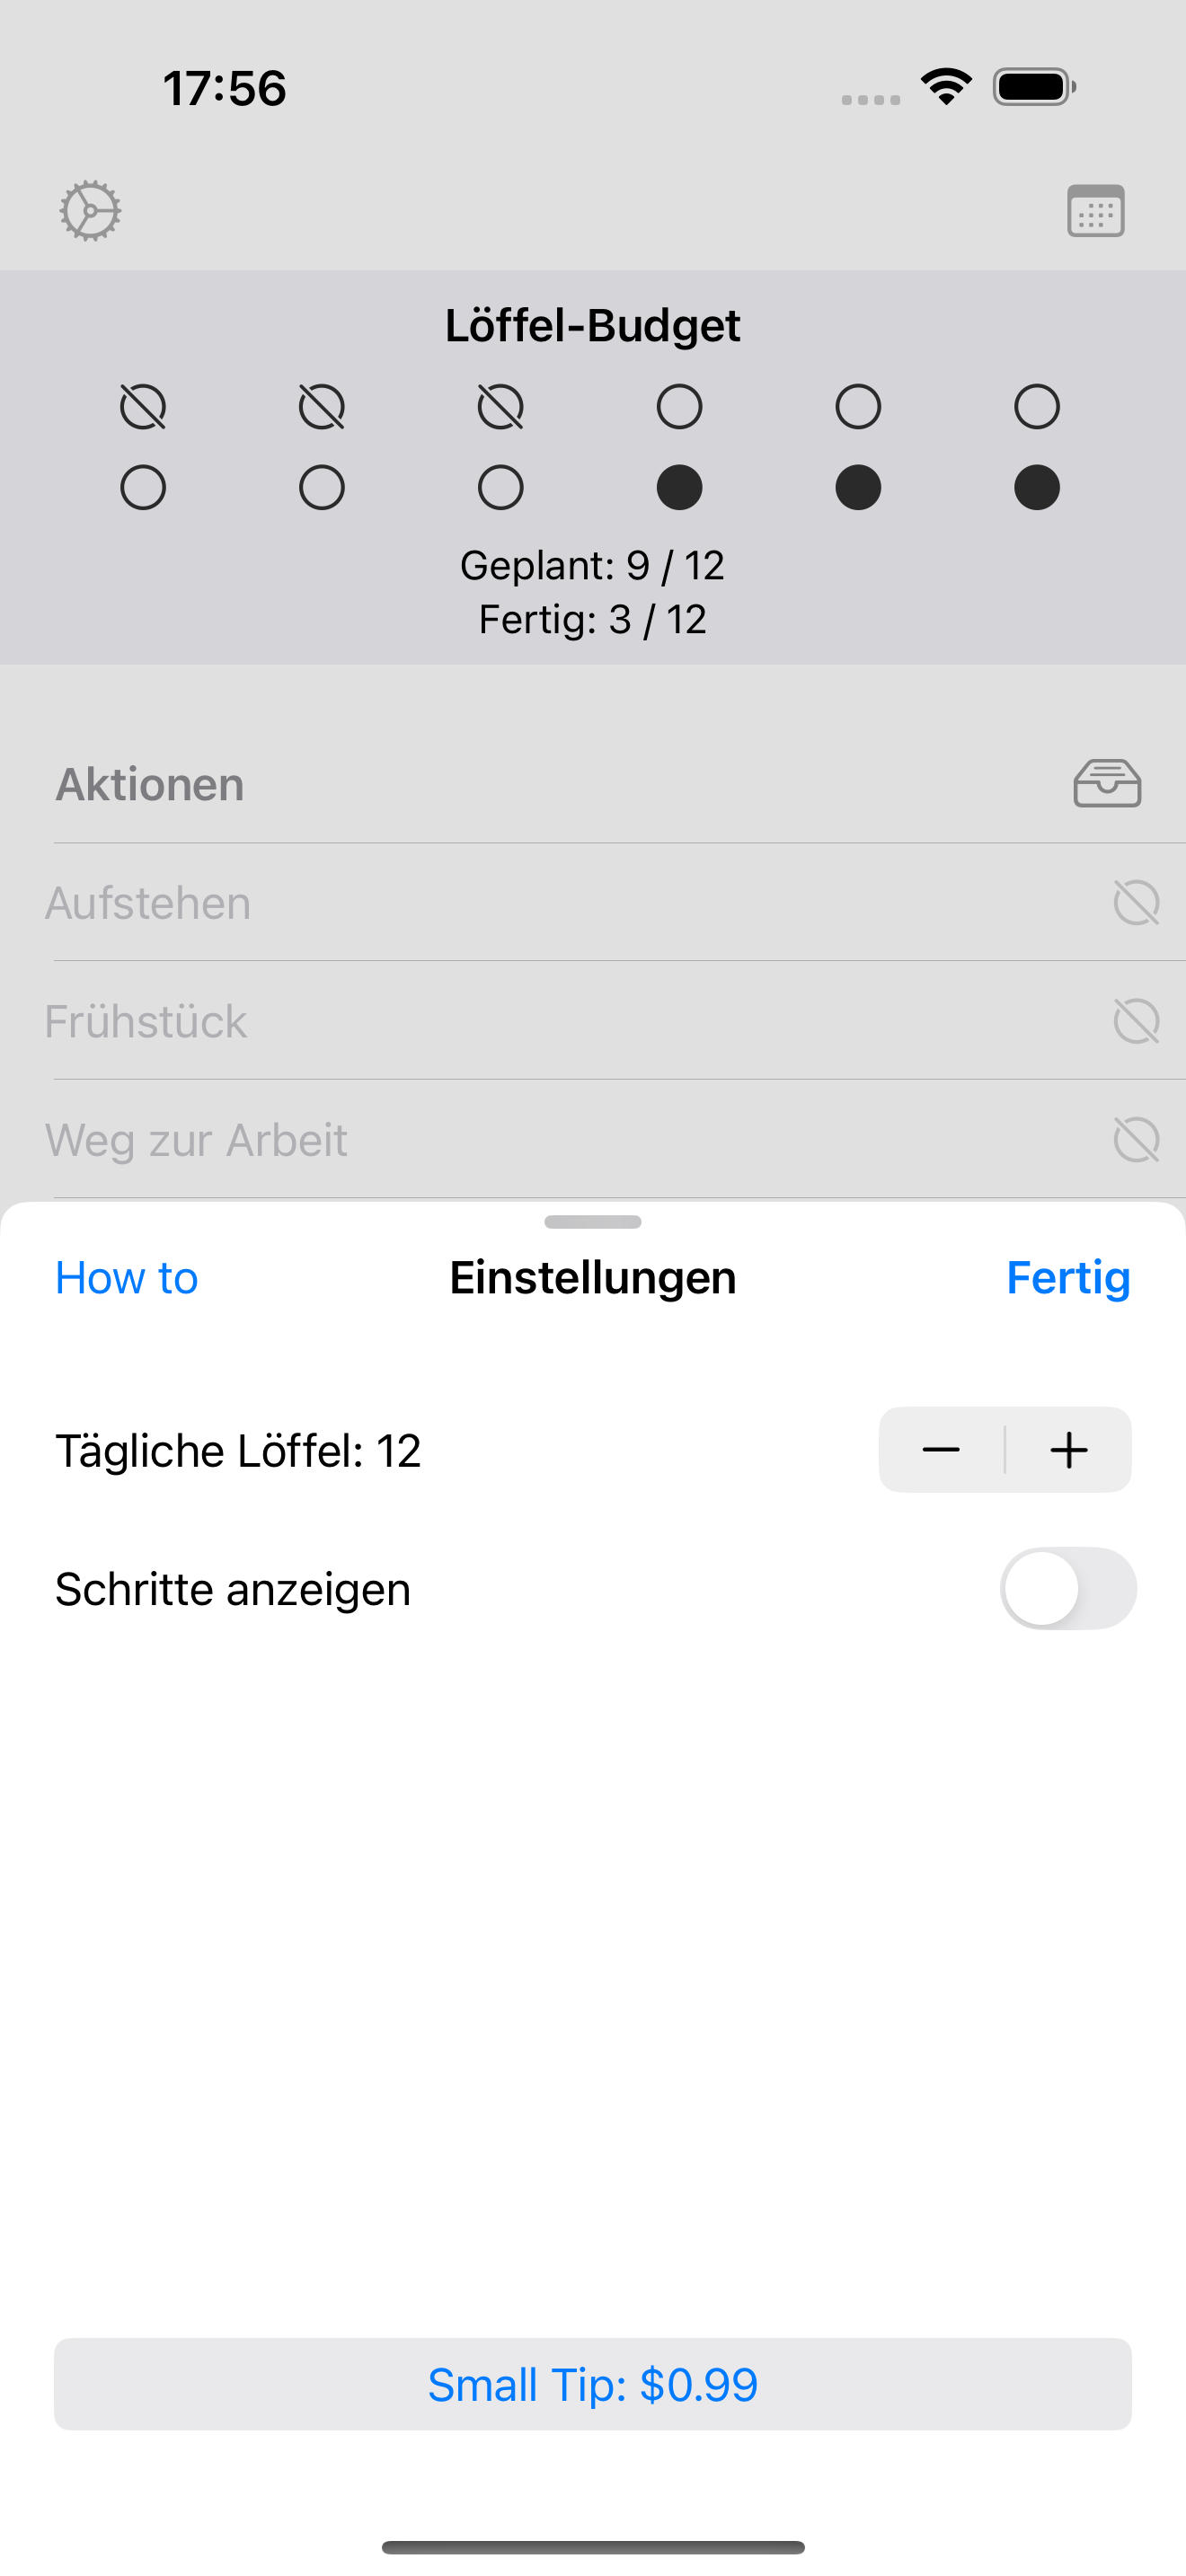 17:56
Löffel-Budget
Geplant: 9 / 12
Fertig: 3 / 12
Aktionen
Aufstehen
Frühstück
Weg zur Arbeit
How to
Einstellungen
Fertig
Tägliche Löffel: 12
Schritte anzeigen
Small Tip: $0.99